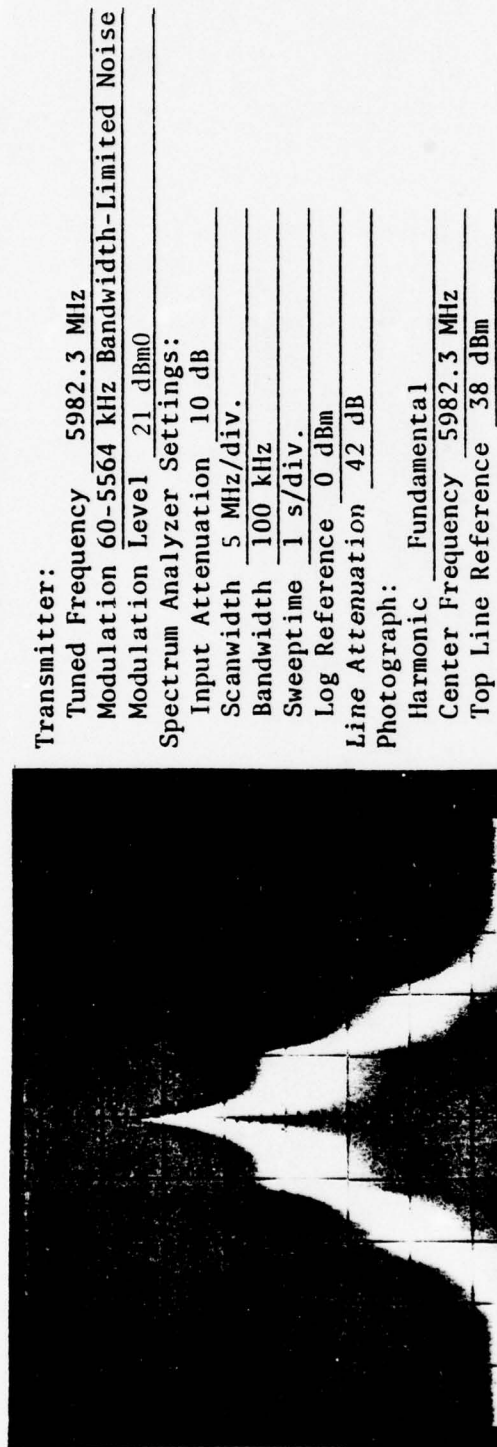 Transmitter:
Tuned Frequency 5982.3 MHz
Modulation 60-5564 kHz Bandwidth-Limited Noise
Modulation Level 21 dBm0
Spectrum Analyzer Settings:
Input Attenuation 10 dB
Scanwidth 5 MHz/div.
Bandwidth 100 kHz
Sweeptime 1 s/div.
Log Reference 0 dBm
Line Attenuation 42 dB
Photograph:
Harmonic Fundamental
Center Frequency 5982.3 MHz
Top Line Reference 38 dBm